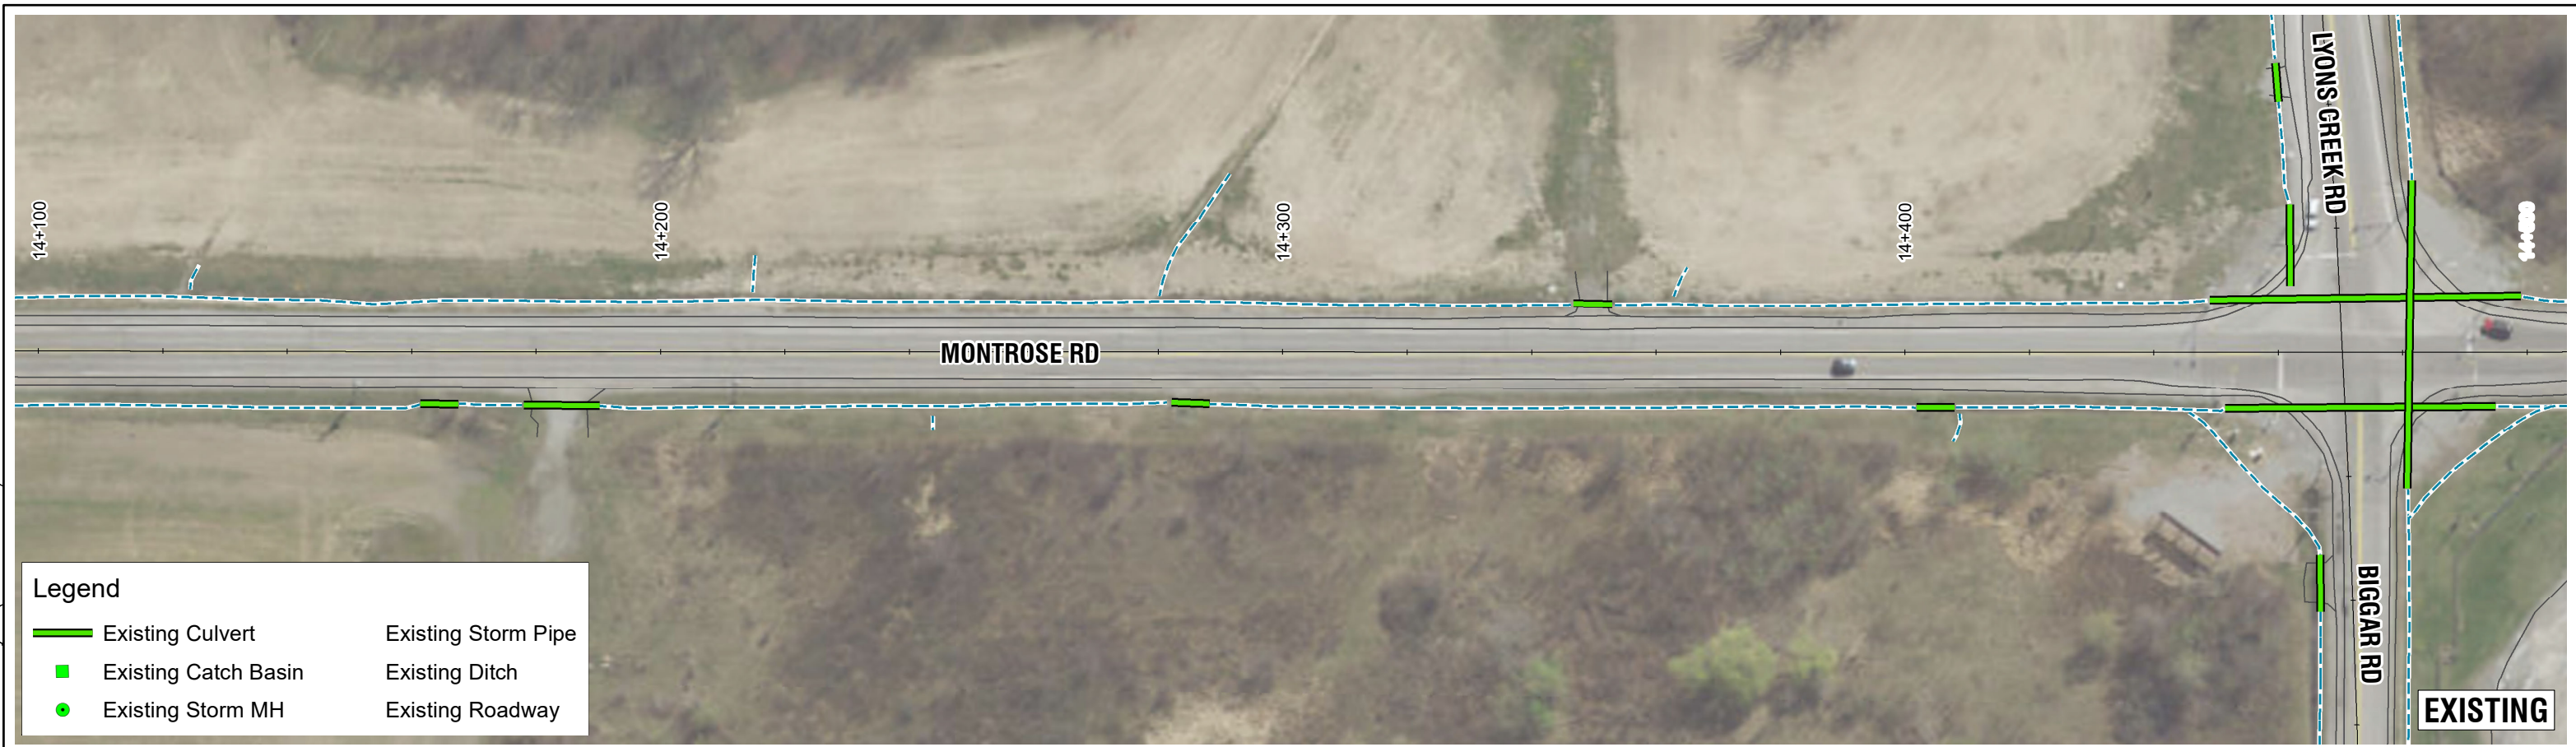 LYONS CREEK RD
14+100
14+200
14+300
14+400
MONTROSE RD
BIGGAR RD
Legend
Existing Culvert
Existing Storm Pipe
Existing Catch Basin
Existing Ditch
Existing Storm MH
Existing Roadway
EXISTING